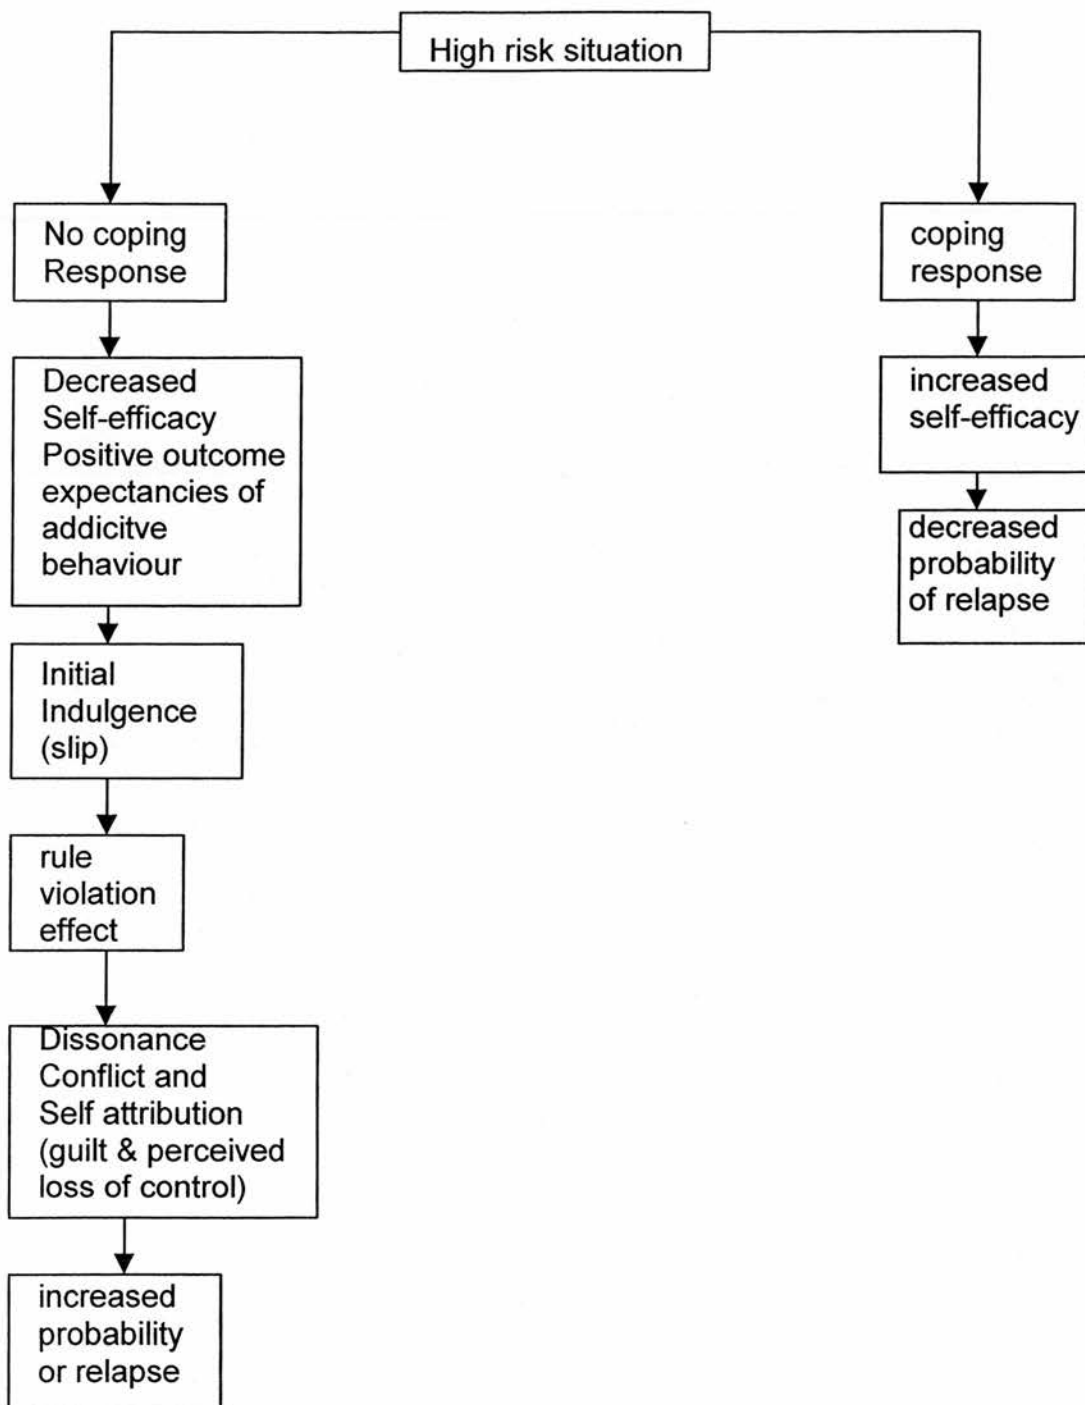 High risk situation
No coping
Response
coping
response
Decreased
Self-efficacy
Positive outcome
expectancies of
addicitve
behaviour
increased
self-efficacy
decreased
probability
of relapse
Initial
Indulgence
(slip)
rule
violation
effect
Dissonance
Conflict and
Self attribution
(guilt & perceived
loss of control)
increased
probability
or relapse